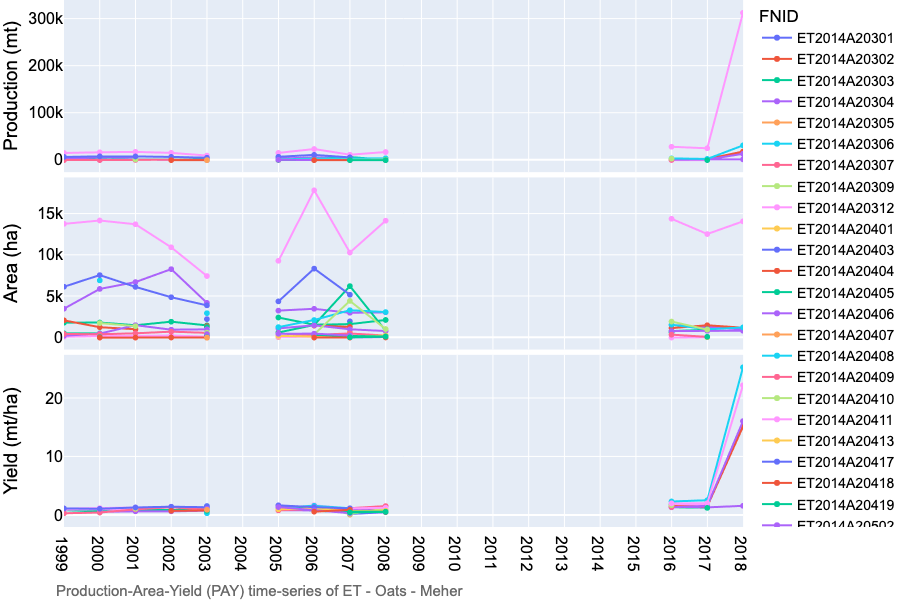 Production (mt)
300k
200k
100k
0
Area (ha)
15k
10k
5k
0
Yield (mt/ha)
20
10
0
1999
2000
2001
2002
2003
2004
2005
2006
2007
2008
2009
2010
2011
2012
2013
2014
2015
2016
2017
2018
Production-Area-Yield (PAY) time-series of ET - Oats - Meher
FNID
ET2014A20301
ET2014A20302
ET2014A20303
ET2014A20304
ET2014A20305
ET2014A20306
ET2014A20307
ET2014A20309
ET2014A20312
ET2014A20401
ET2014A20403
ET2014A20404
ET2014A20405
ET2014A20406
ET2014A20407
ET2014A20408
ET2014A20409
ET2014A20410
ET2014A20411
ET2014A20413
ET2014A20417
ET2014A20418
ET2014A20419
ET2014A20502